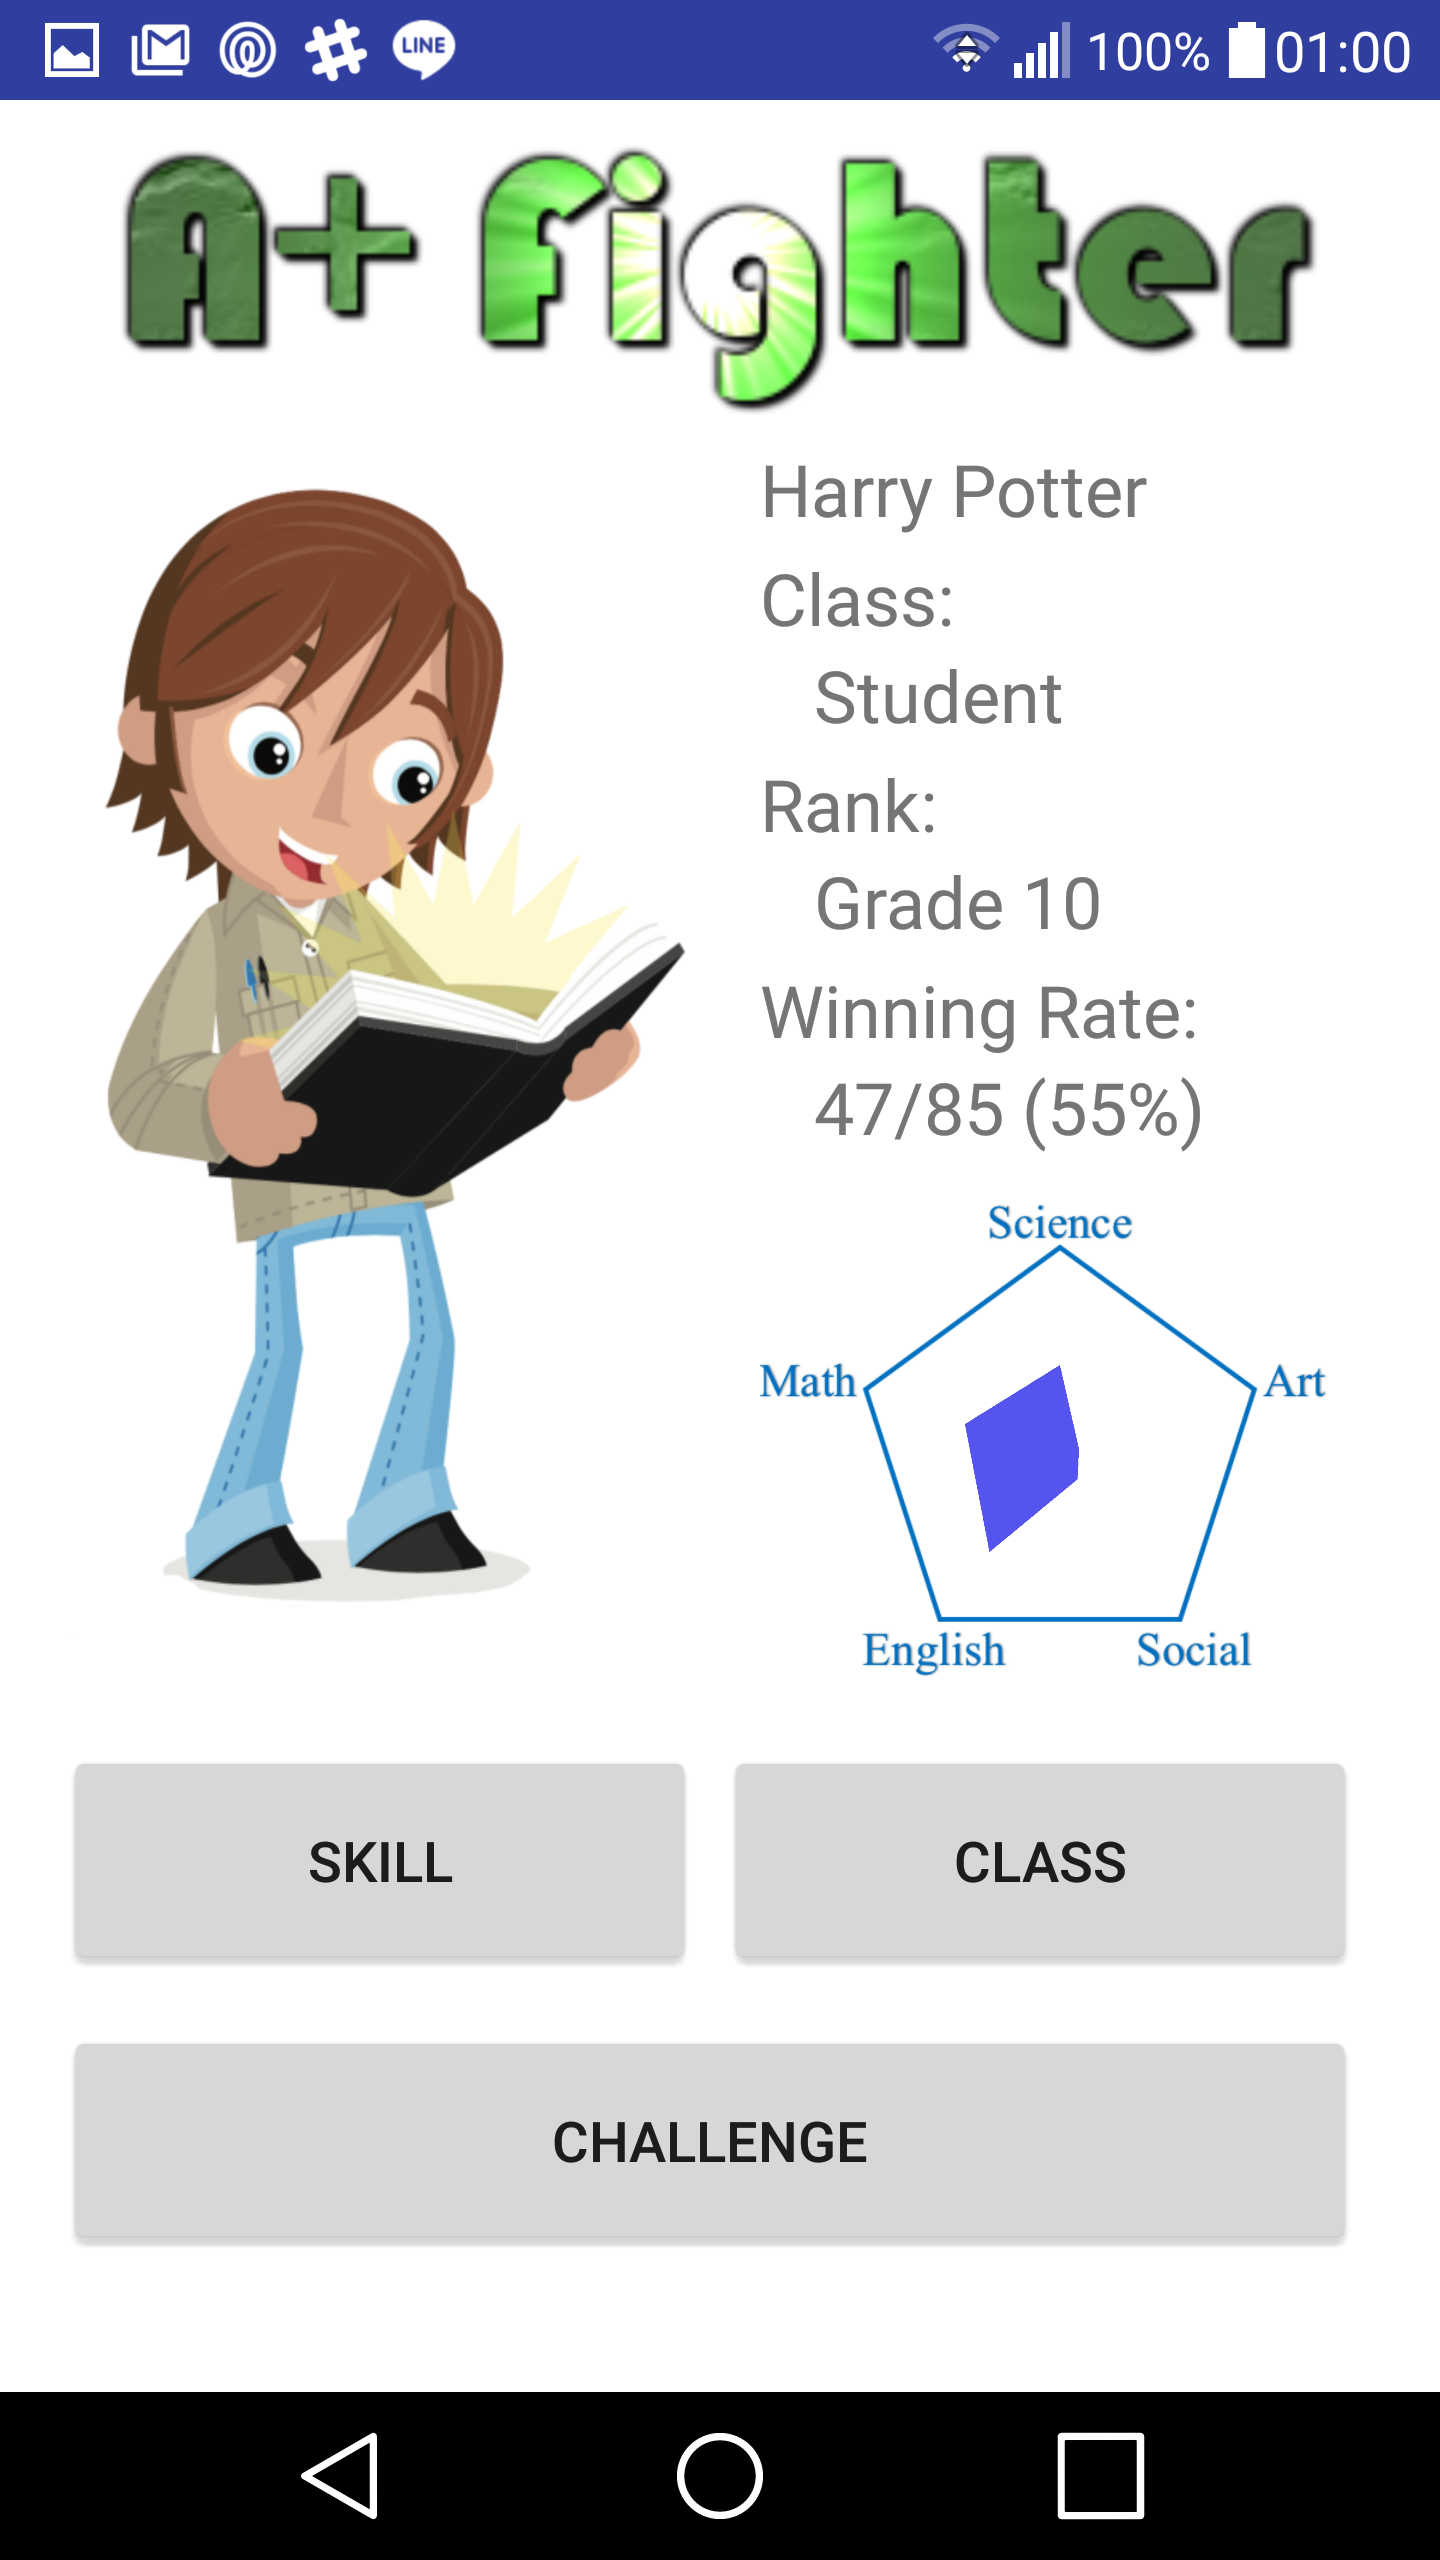 LINE 100% 01:00
A+ Fighter
Harry Potter
Class:
Student
Rank:
Grade 10
Winning Rate:
47/85 (55%)
Science
Math
Art
English
Social
SKILL
CLASS
CHALLENGE